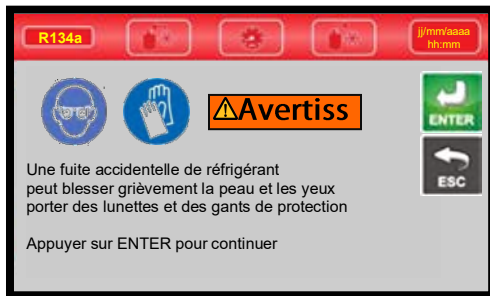 R134a
jj/mm/aaaa
hh:mm
Avertiss
ENTER
ESC
Une fuite accidentelle de réfrigérant
peut blesser grièvement la peau et les yeux
porter des lunettes et des gants de protection
Appuyer sur ENTER pour continuer